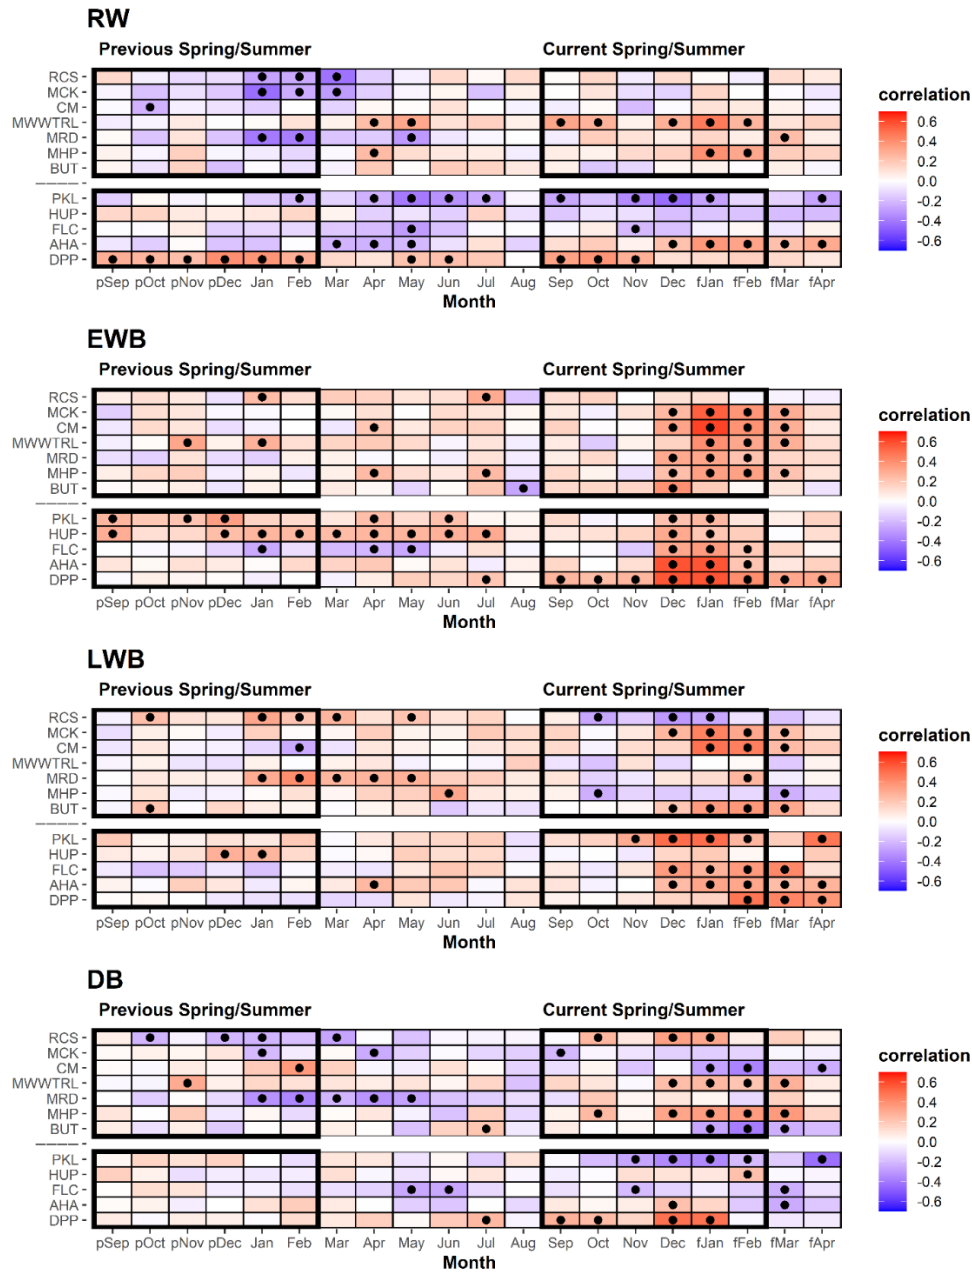 RW
Previous Spring/Summer Current Spring/Summer
RCS
MCK
CM
MWWTRL
MRD
MHP
BUT
PKL
HUP
FLC
AHA
DPP
pSep pOct pNov pDec Jan Feb Mar Apr May Jun Jul Aug Sep Oct Nov Dec fJan fFeb fMar fApr
Month
correlation
0.6
0.4
0.2
0.0
-0.2
-0.4
-0.6
EWB
Previous Spring/Summer Current Spring/Summer
RCS
MCK
CM
MWWTRL
MRD
MHP
BUT
PKL
HUP
FLC
AHA
DPP
pSep pOct pNov pDec Jan Feb Mar Apr May Jun Jul Aug Sep Oct Nov Dec fJan fFeb fMar fApr
Month
correlation
0.6
0.4
0.2
0.0
-0.2
-0.4
-0.6
LWB
Previous Spring/Summer Current Spring/Summer
RCS
MCK
CM
MWWTRL
MRD
MHP
BUT
PKL
HUP
FLC
AHA
DPP
pSep pOct pNov pDec Jan Feb Mar Apr May Jun Jul Aug Sep Oct Nov Dec fJan fFeb fMar fApr
Month
correlation
0.6
0.4
0.2
0.0
-0.2
-0.4
-0.6
DB
Previous Spring/Summer Current Spring/Summer
RCS
MCK
CM
MWWTRL
MRD
MHP
BUT
PKL
HUP
FLC
AHA
DPP
pSep pOct pNov pDec Jan Feb Mar Apr May Jun Jul Aug Sep Oct Nov Dec fJan fFeb fMar fApr
Month
correlation
0.6
0.4
0.2
0.0
-0.2
-0.4
-0.6